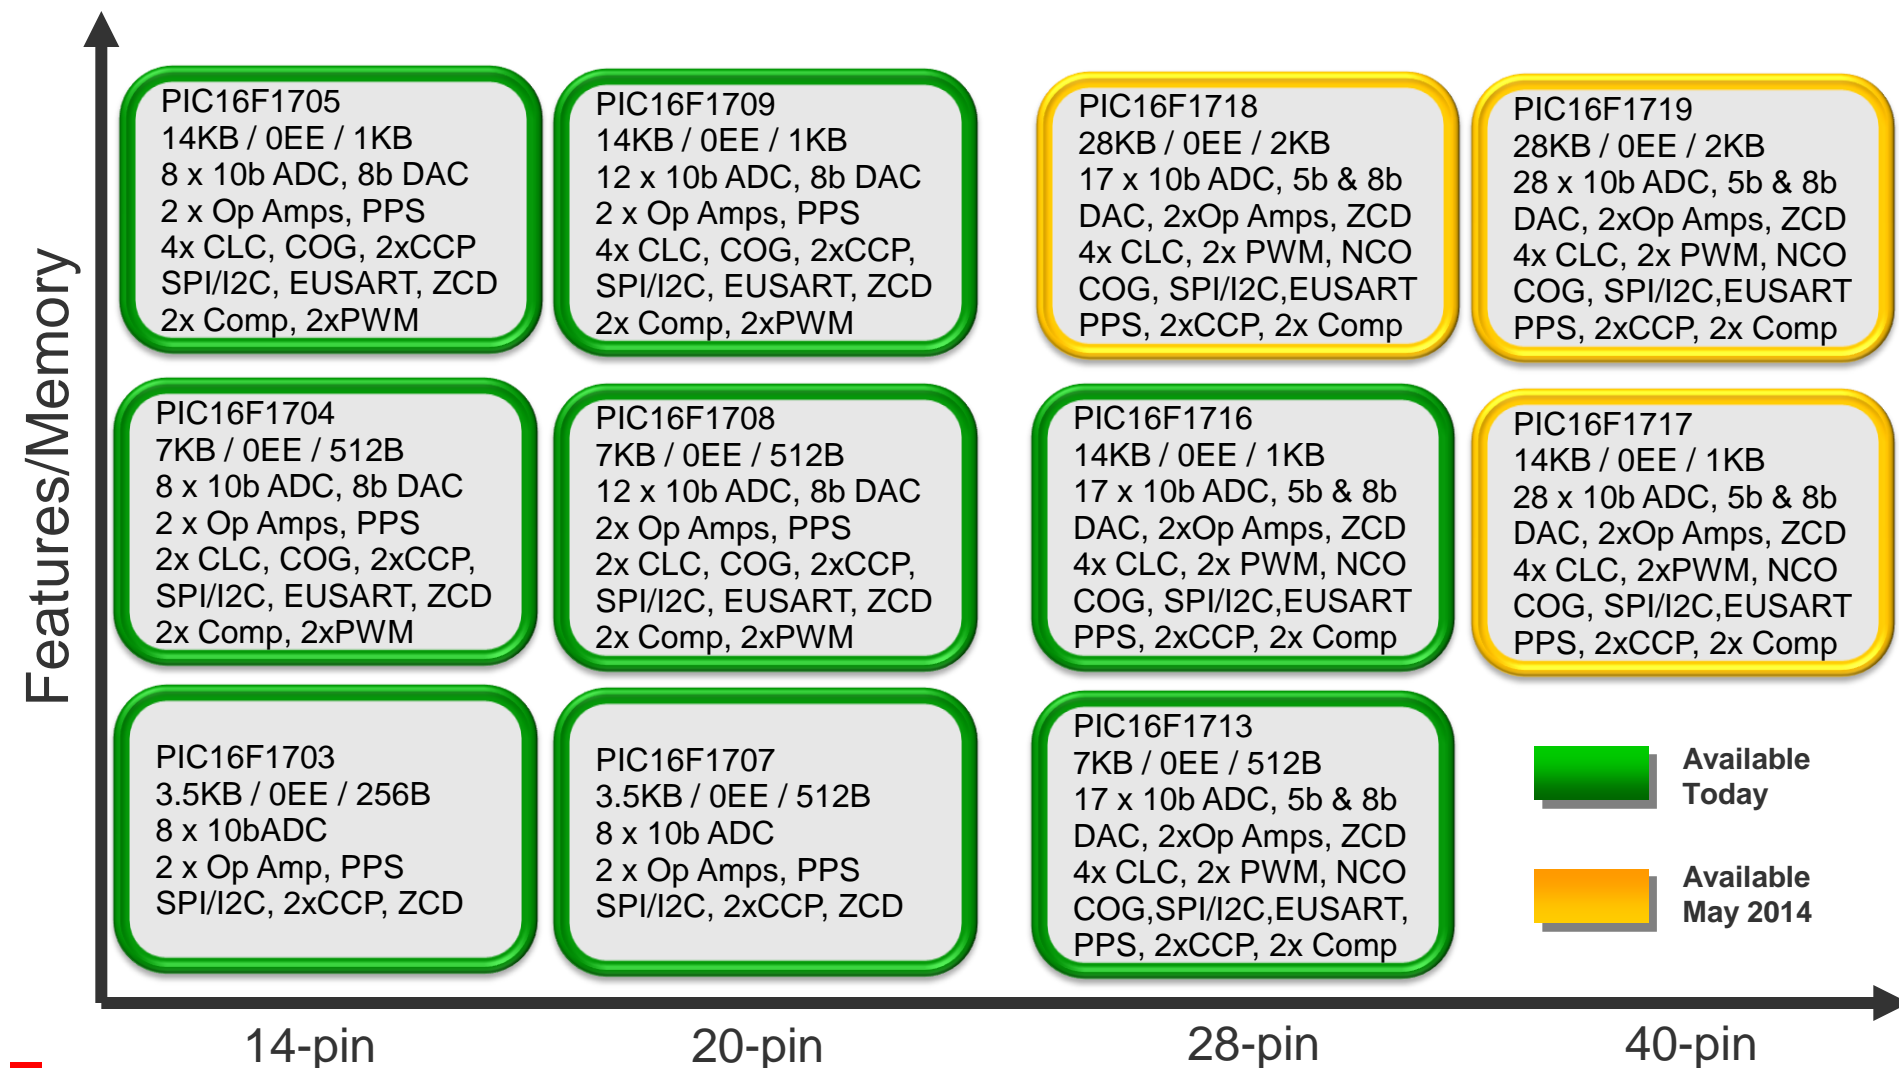 Features/Memory
PIC16F1705
14KB / 0EE / 1KB
8 x 10b ADC, 8b DAC
2 x Op Amps, PPS
4x CLC, COG, 2xCCP
SPI/I2C, EUSART, ZCD
2x Comp, 2xPWM
PIC16F1709
14KB / 0EE / 1KB
12 x 10b ADC, 8b DAC
2 x Op Amps, PPS
4x CLC, COG, 2xCCP,
SPI/I2C, EUSART, ZCD
2x Comp, 2xPWM
PIC16F1718
28KB / 0EE / 2KB
17 x 10b ADC, 5b & 8b
DAC, 2xOp Amps, ZCD
4x CLC, 2x PWM, NCO
COG, SPI/I2C,EUSART
PPS, 2xCCP, 2x Comp
PIC16F1719
28KB / 0EE / 2KB
28 x 10b ADC, 5b & 8b
DAC, 2xOp Amps, ZCD
4x CLC, 2x PWM, NCO
COG, SPI/I2C,EUSART
PPS, 2xCCP, 2x Comp
PIC16F1704
7KB / 0EE / 512B
8 x 10b ADC, 8b DAC
2 x Op Amps, PPS
2x CLC, COG, 2xCCP,
SPI/I2C, EUSART, ZCD
2x Comp, 2xPWM
PIC16F1708
7KB / 0EE / 512B
12 x 10b ADC, 8b DAC
2x Op Amps, PPS
2x CLC, COG, 2xCCP,
SPI/I2C, EUSART, ZCD
2x Comp, 2xPWM
PIC16F1716
14KB / 0EE / 1KB
17 x 10b ADC, 5b & 8b
DAC, 2xOp Amps, ZCD
4x CLC, 2x PWM, NCO
COG, SPI/I2C,EUSART
PPS, 2xCCP, 2x Comp
PIC16F1717
14KB / 0EE / 1KB
28 x 10b ADC, 5b & 8b
DAC, 2xOp Amps, ZCD
4x CLC, 2xPWM, NCO
COG, SPI/I2C,EUSART
PPS, 2xCCP, 2x Comp
PIC16F1703
3.5KB / 0EE / 256B
8 x 10bADC
2 x Op Amp, PPS
SPI/I2C, 2xCCP, ZCD
PIC16F1707
3.5KB / 0EE / 512B
8 x 10b ADC
2 x Op Amps, PPS
SPI/I2C, 2xCCP, ZCD
PIC16F1713
7KB / 0EE / 512B
17 x 10b ADC, 5b & 8b
DAC, 2xOp Amps, ZCD
4x CLC, 2x PWM, NCO
COG,SPI/I2C,EUSART,
PPS, 2xCCP, 2x Comp
Available
Today
Available
May 2014
14-pin
20-pin
28-pin
40-pin